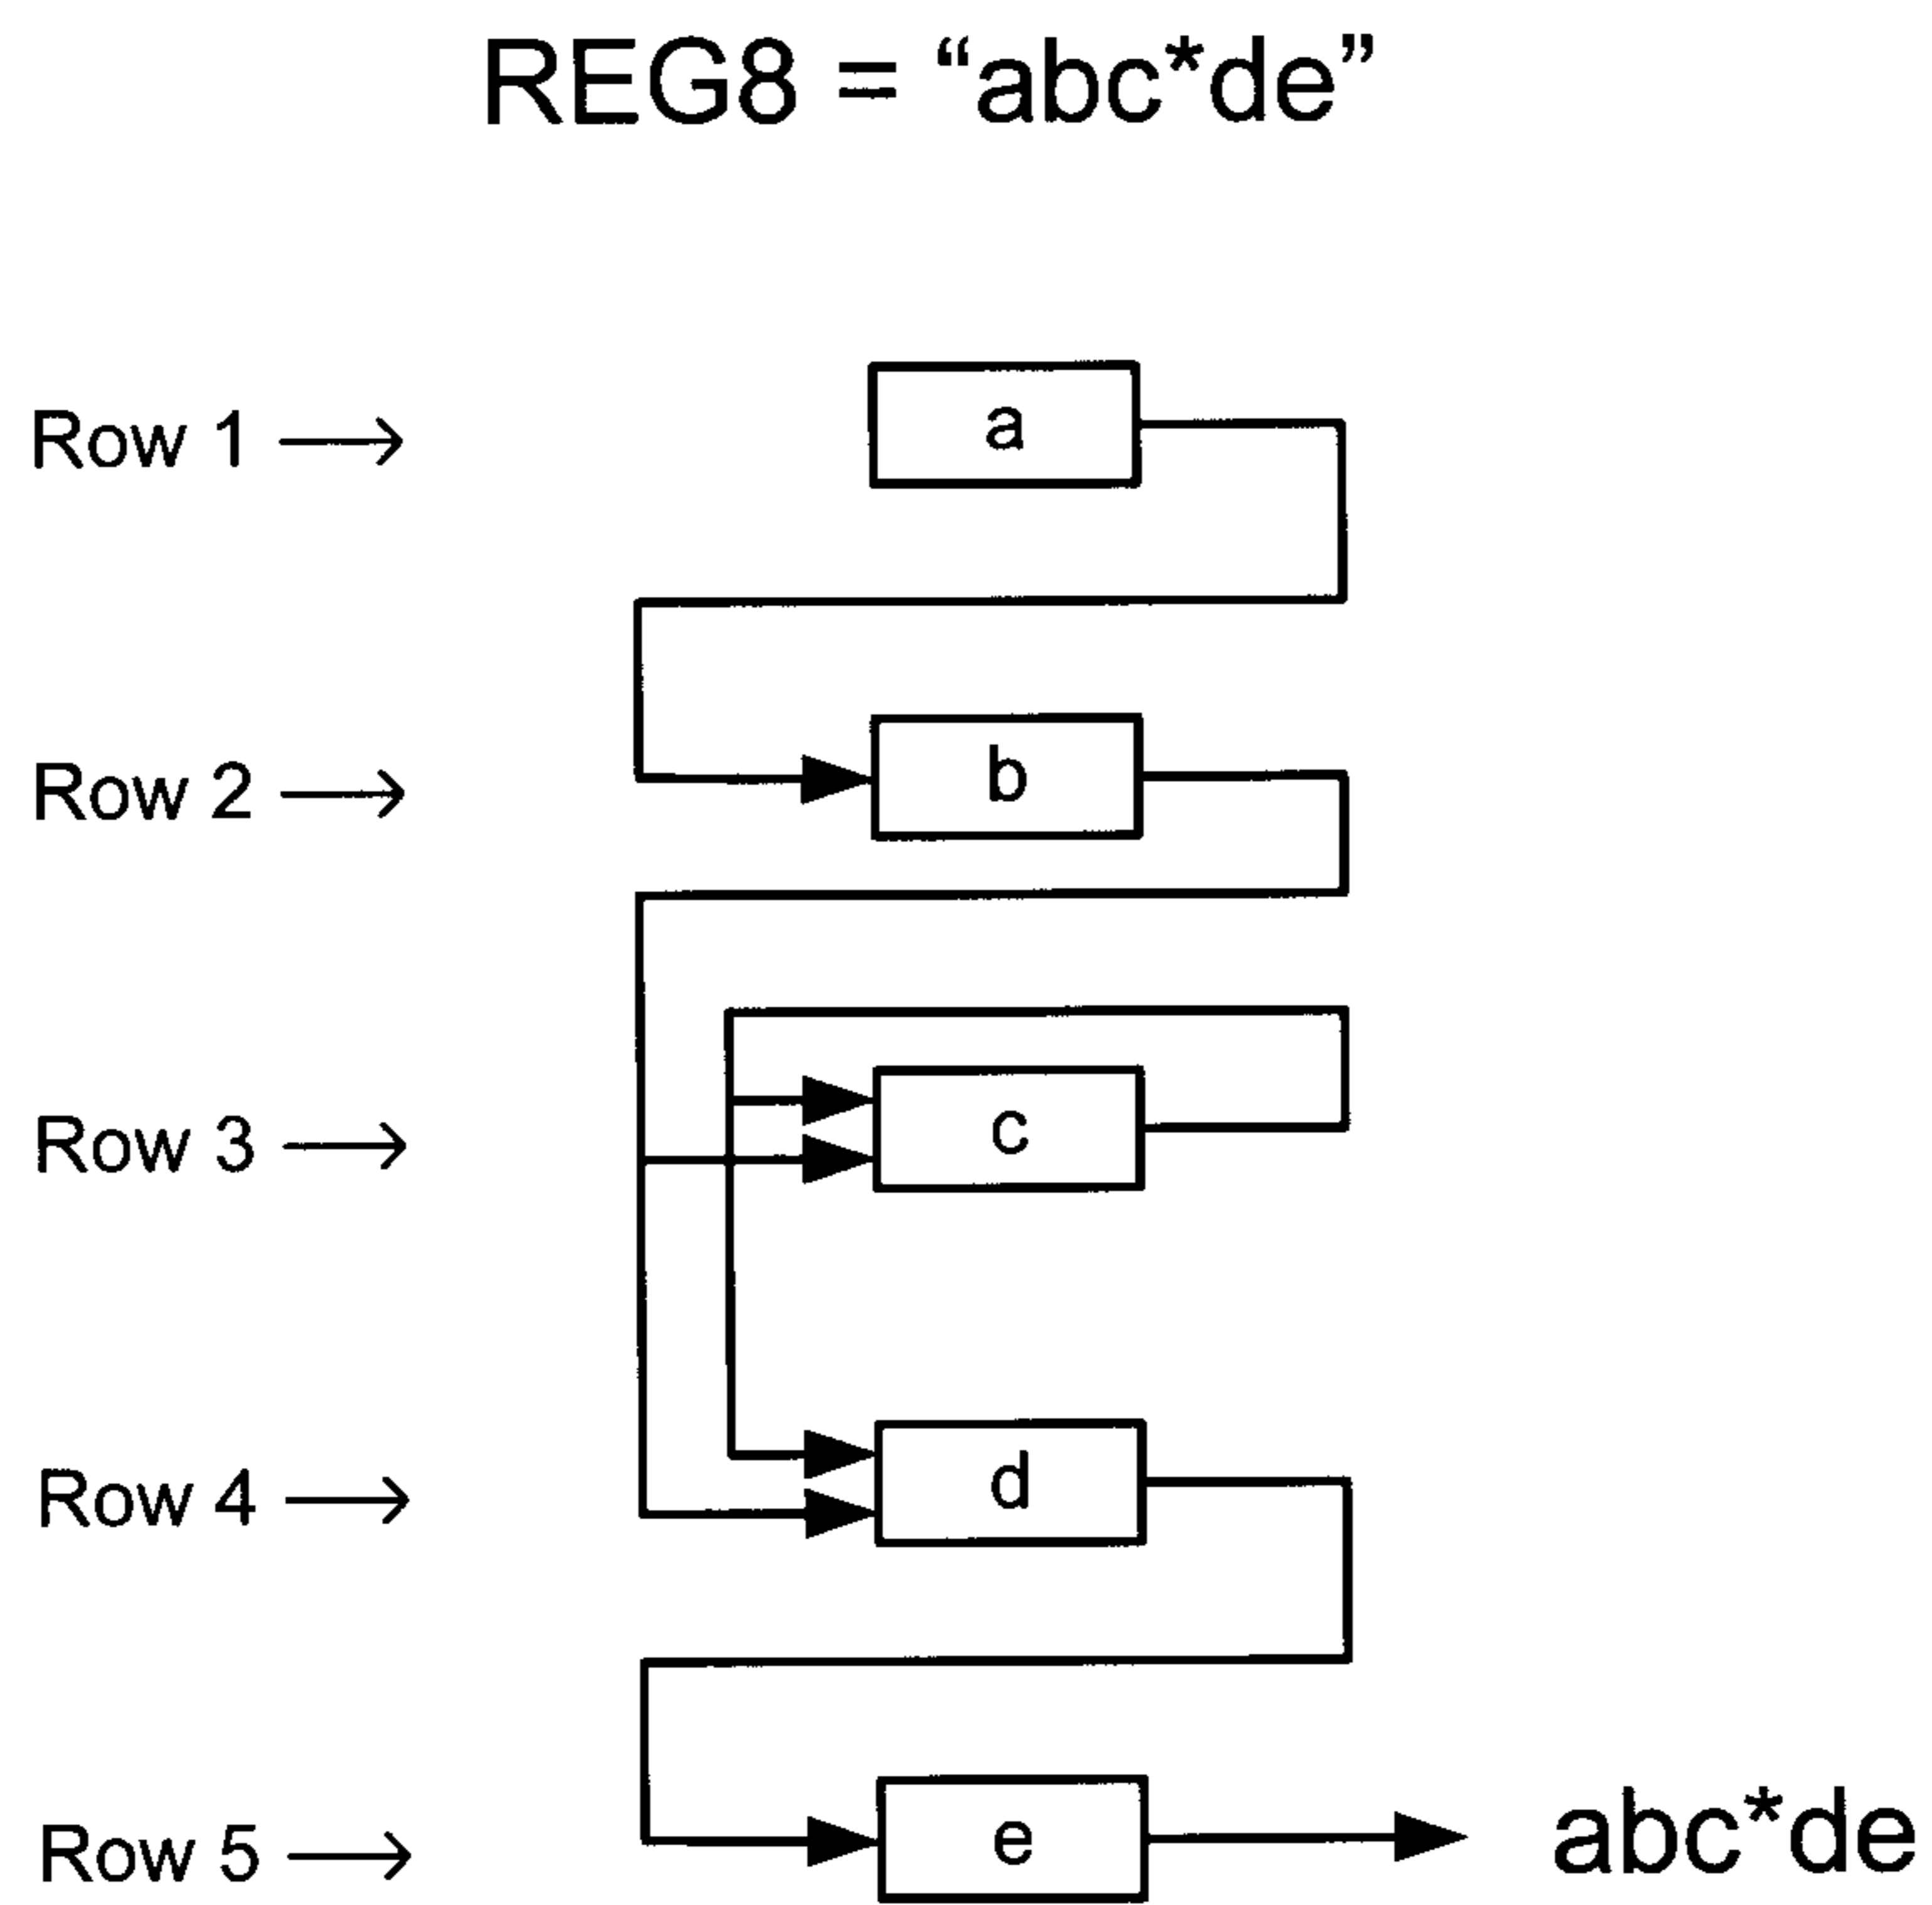 REG8 = “abc*de”
Row 1
a
Row 2
b
Row 3
c
Row 4
d
Row 5
e
abc*de